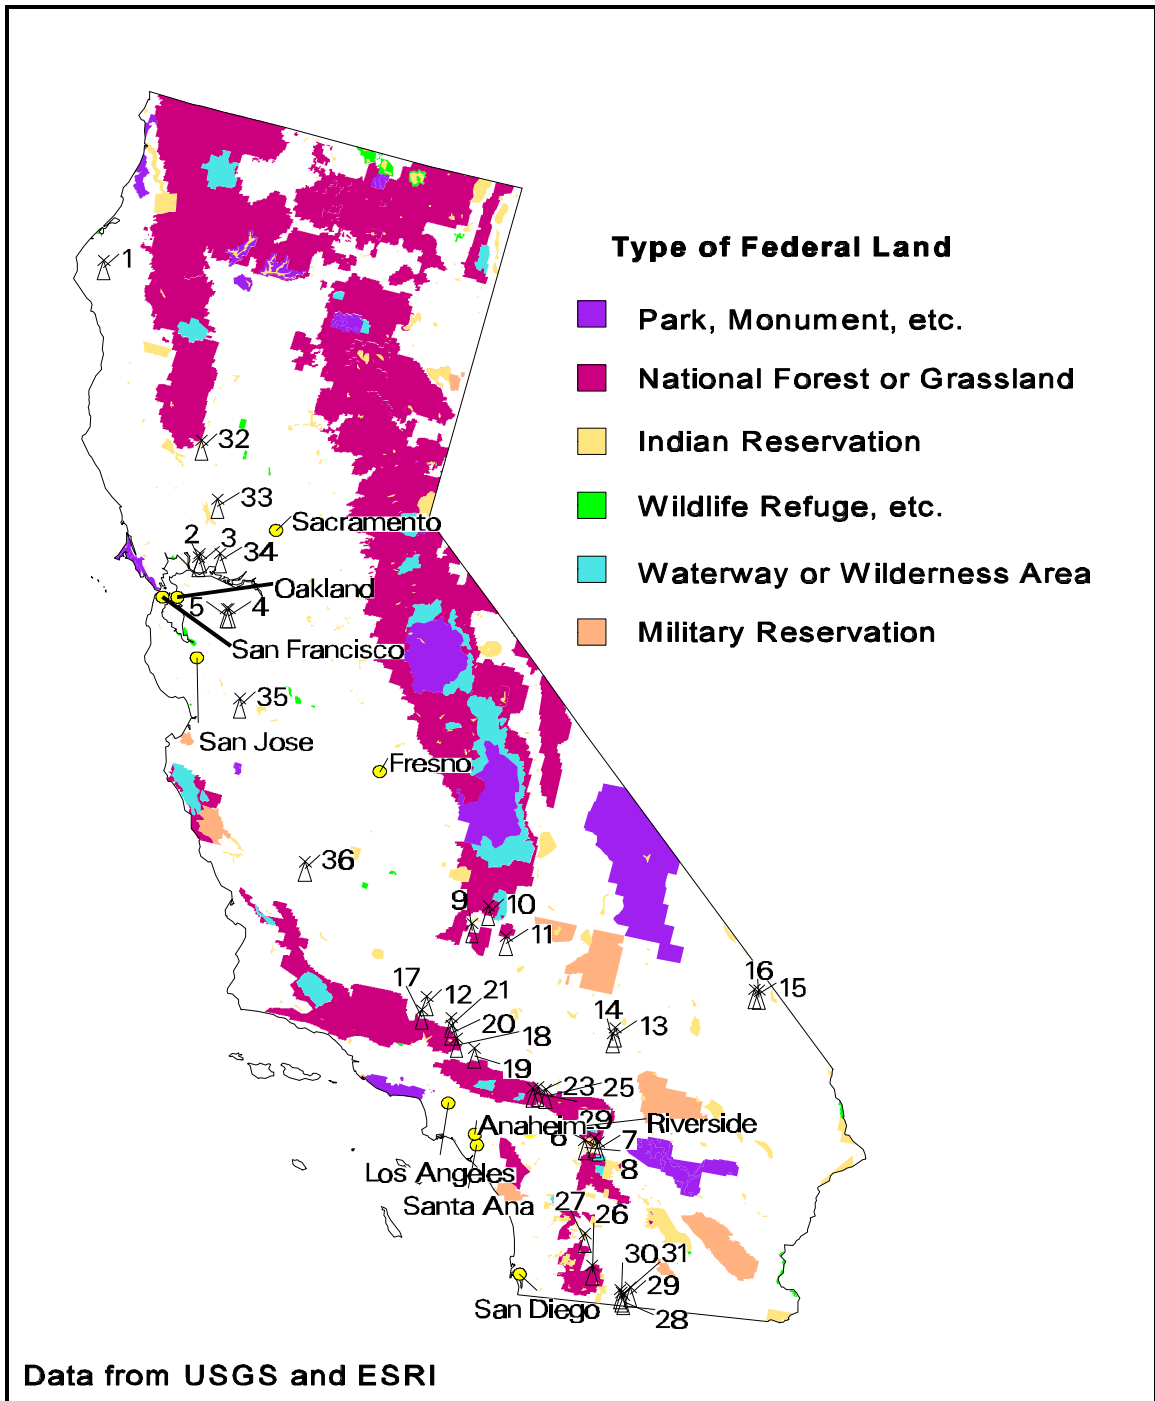 Type of Federal Land
Park, Monument, etc.
National Forest or Grassland
Indian Reservation
Wildlife Refuge, etc.
Waterway or Wilderness Area
Military Reservation
1
32
33
Sacramento
2
3
34
Oakland
5
4
San Francisco
35
San Jose
Fresno
36
9
10
11
16
15
17
12
21
14
13
20
18
19
23
25
29
Riverside
Anaheim
6
7
8
Los Angeles
Santa Ana
27
26
30
31
29
San Diego
28
Data from USGS and ESRI